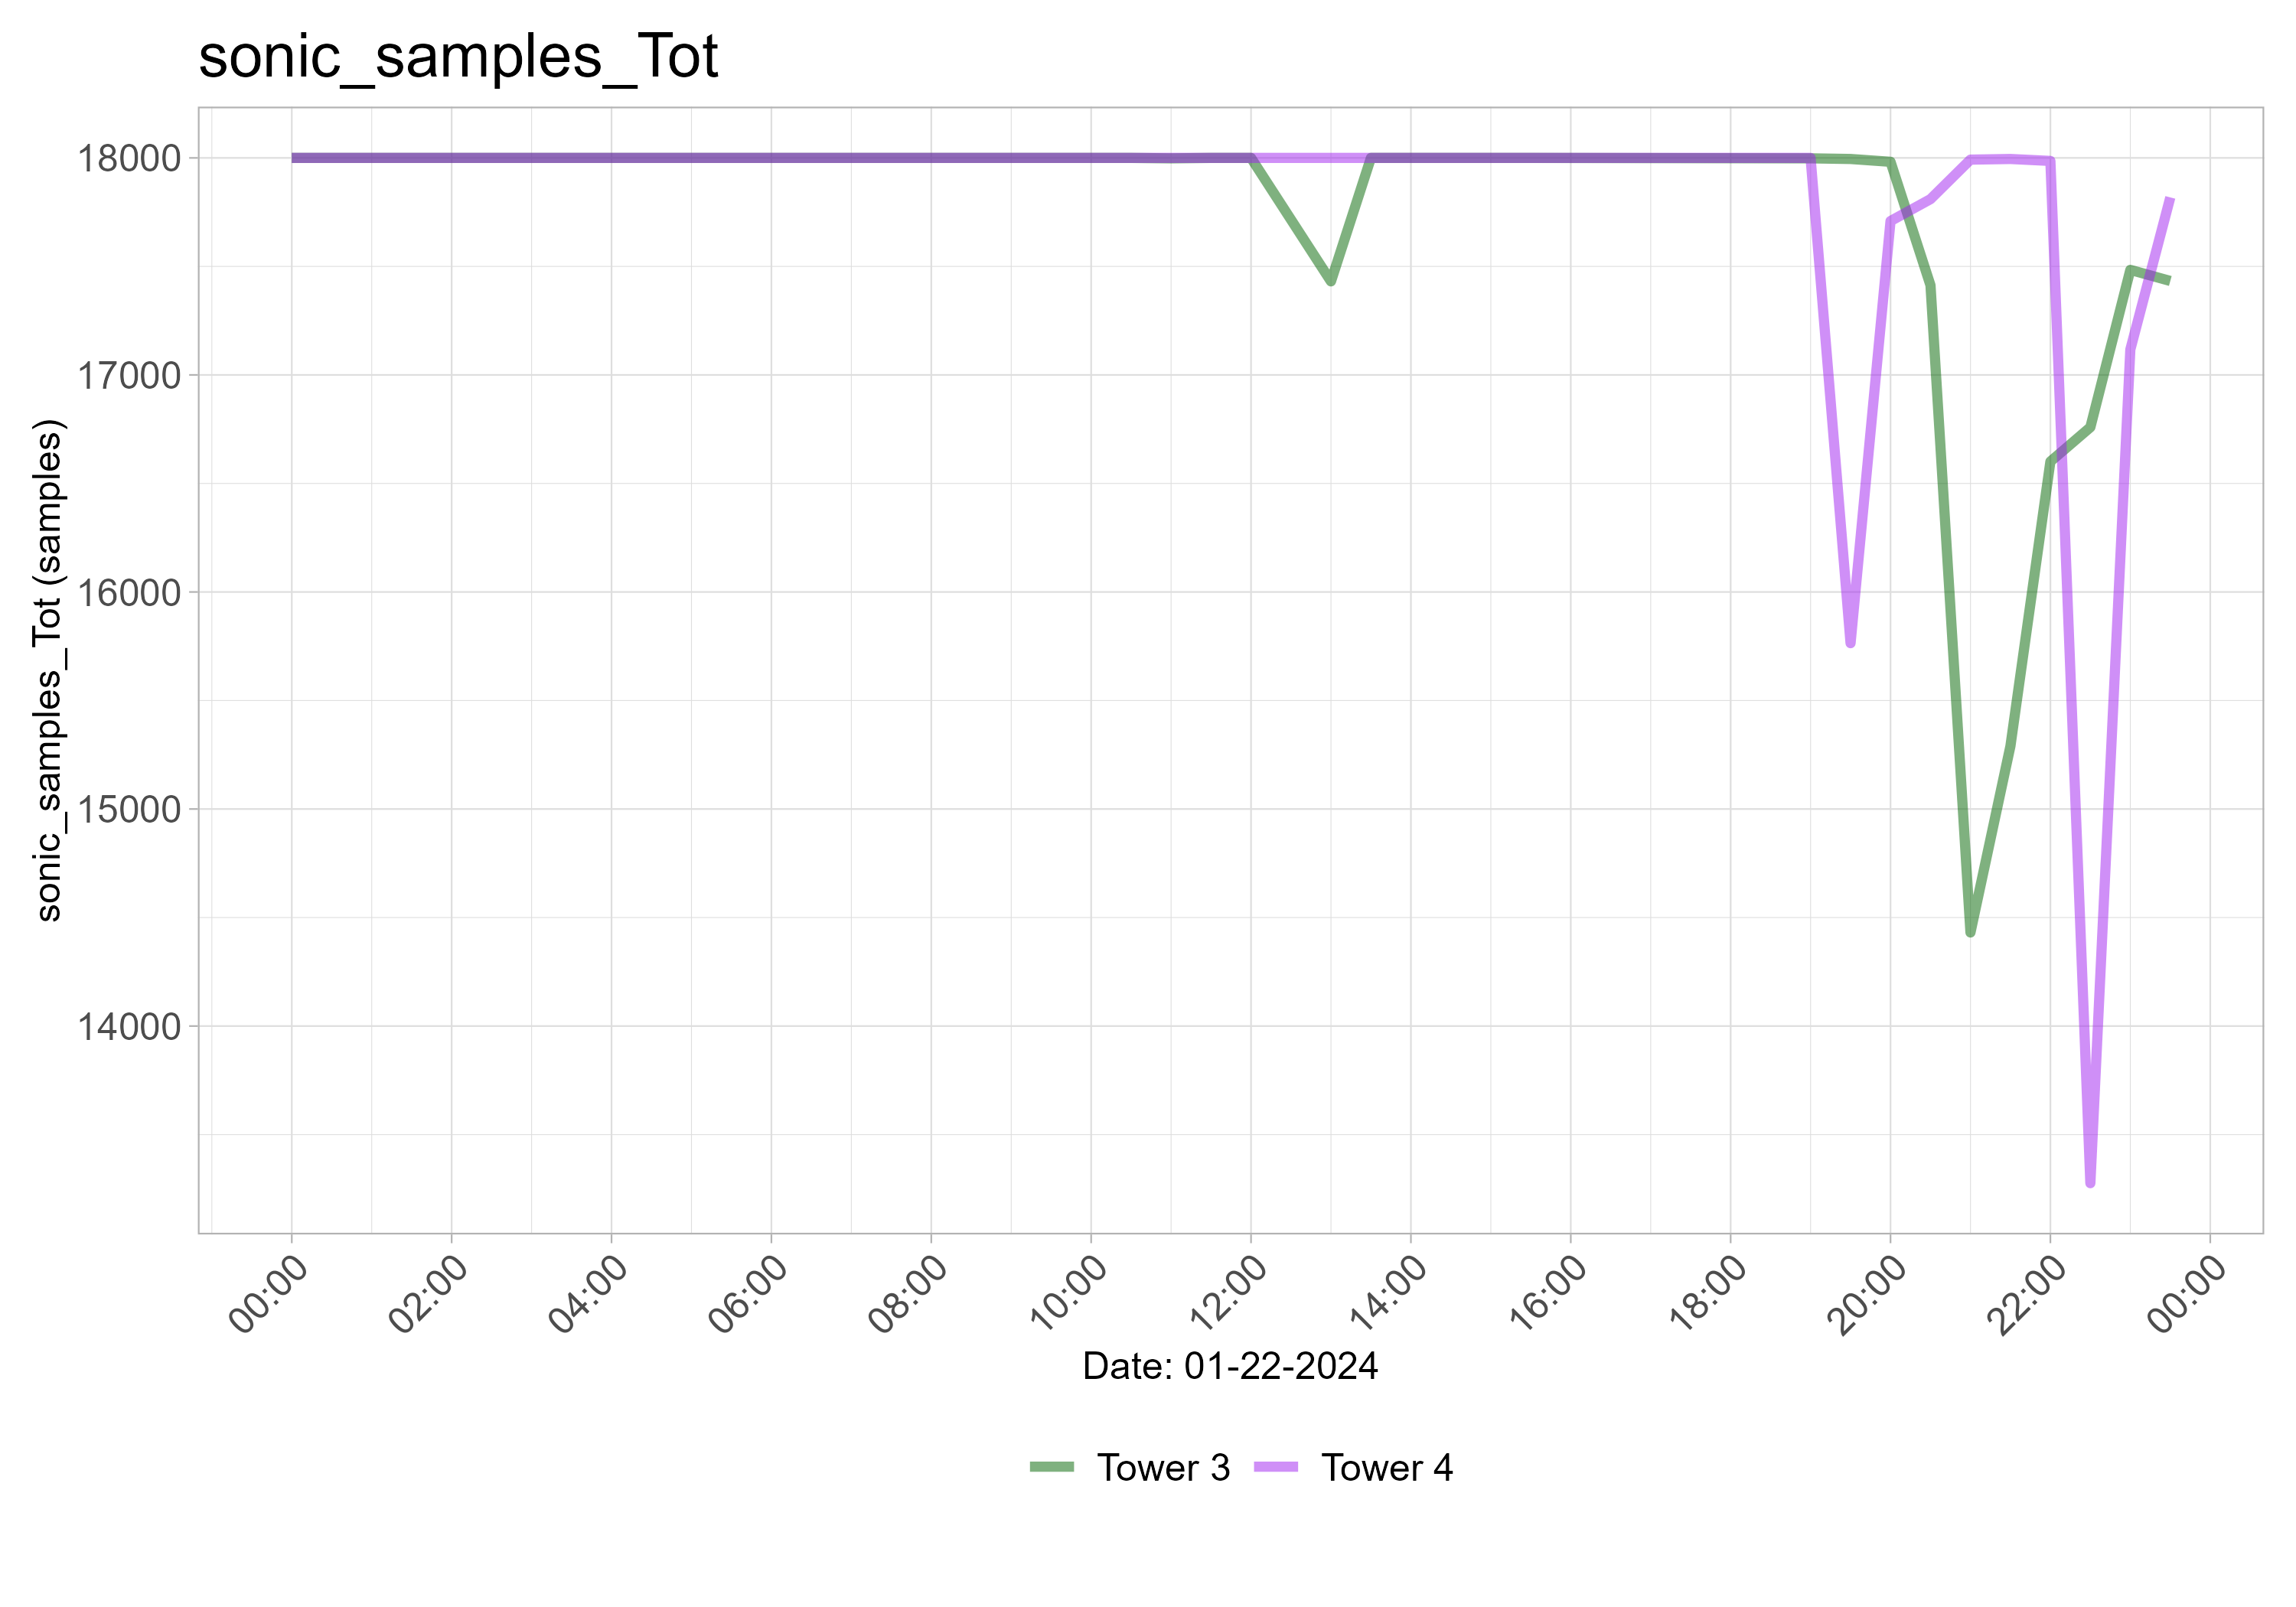 sonic_samples_Tot
sonic_samples_Tot (samples)
18000
17000
16000
15000
14000
00:00 02:00 04:00 06:00 08:00 10:00 12:00 14:00 16:00 18:00 20:00 22:00 00:00
Date: 01-22-2024
Tower 3 Tower 4